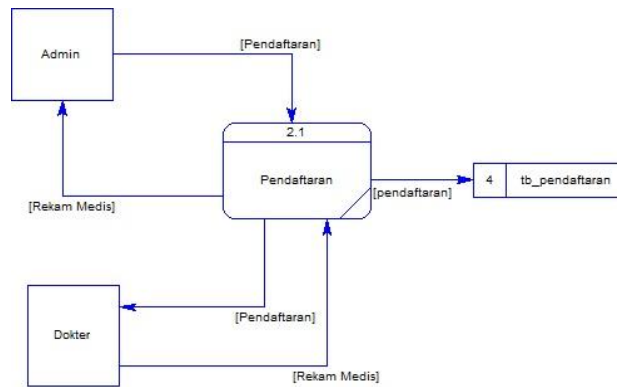 Admin
[Pendaftaran]
2.1
Pendaftaran
4 tb_pendaftaran
[pendaftaran]
[Rekam Medis]
[Pendaftaran]
Dokter
[Rekam Medis]